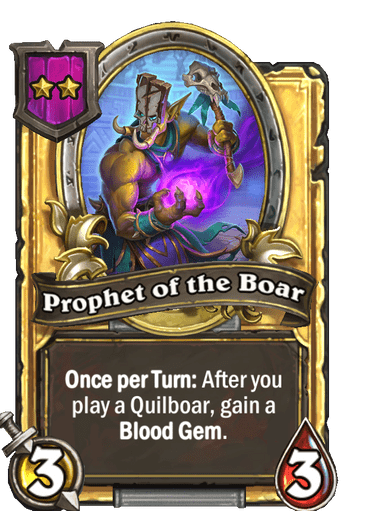 Prophet of the Boar
Once per Turn: After you
play a Quilboar, gain a
Blood Gem.
3 3